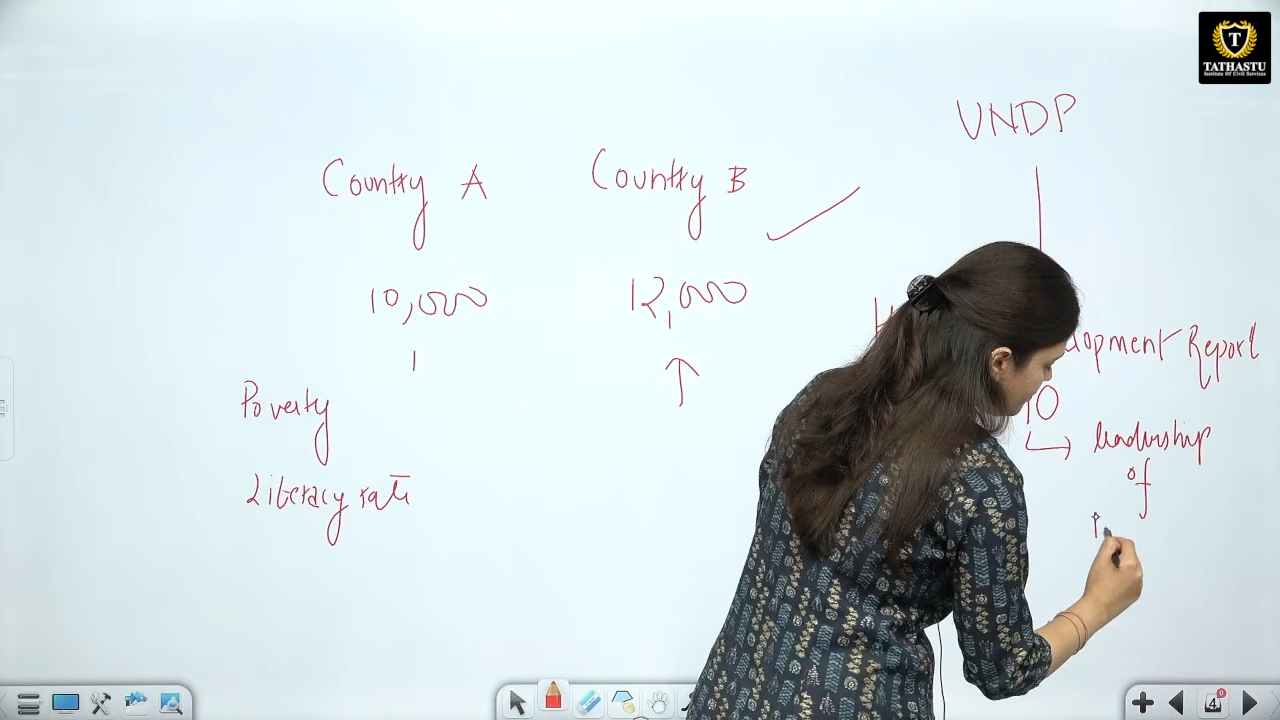 TATHASTU
Institute Of Civil Services
UNDP
Country A
Country B
10,000
12,000
Report
10
leadership
of
Poverty
Literacy rate
4